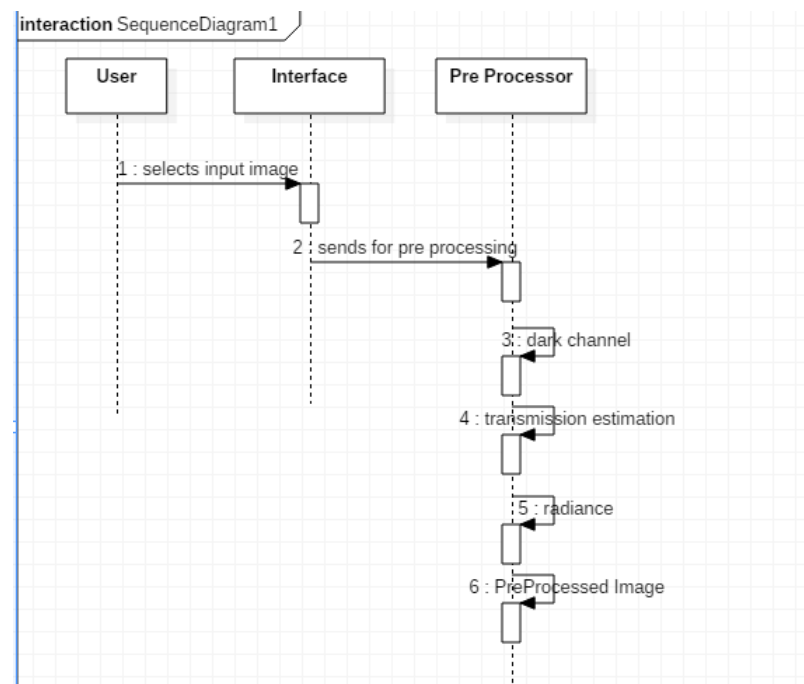 interaction SequenceDiagram1
User
Interface
Pre Processor
1 : selects input image
2 : sends for pre processing
3 : dark channel
4 : transmission estimation
5 : radiance
6 : PreProcessed Image